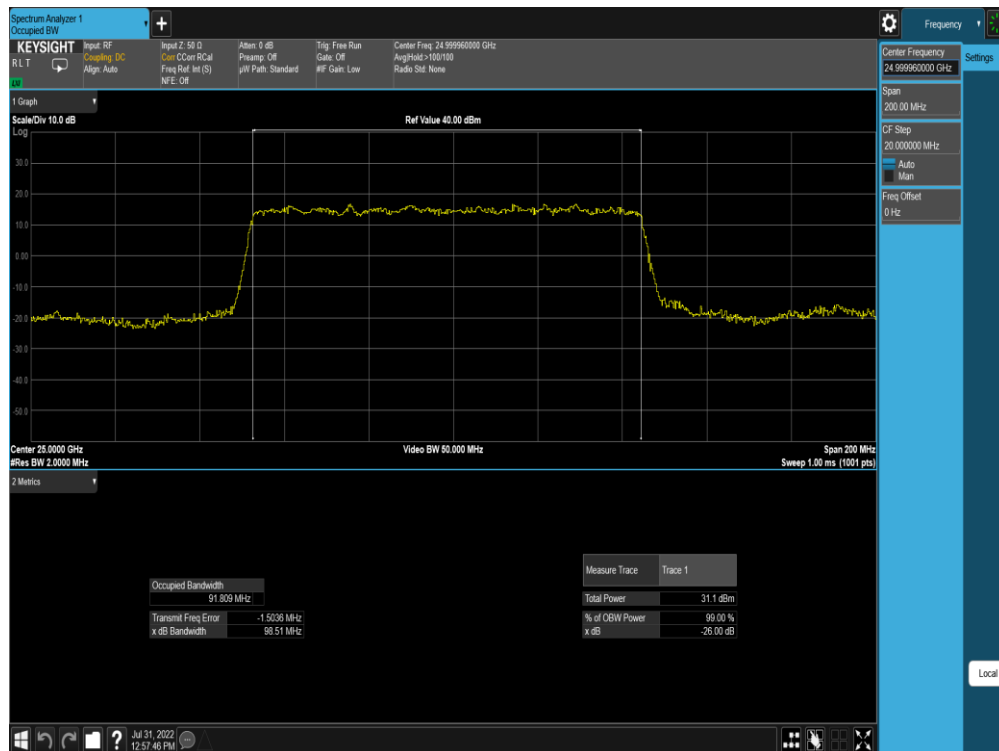 Spectrum Analyzer 1
Occupied BW
Frequency
KEYSIGHT
Input: RF
Input Z: 50 Ω
Atten: 0 dB
Trig: Free Run
Center Freq: 24.999960000 GHz
R L T
Coupling: DC
Corr CCorr RCal
Preamp: Off
Gate: Off
Avg|Hold:>100/100
Align: Auto
Freq Ref: Int (S)
µW Path: Standard
#IF Gain: Low
Radio Std: None
NFE: Off
LXI
Center Frequency
24.999960000 GHz
Settings
Span
200.00 MHz
CF Step
20.000000 MHz
Auto
Man
Freq Offset
0 Hz
1 Graph
Scale/Div 10.0 dB
Ref Value 40.00 dBm
Log
30.0
20.0
10.0
0.00
-10.0
-20.0
-30.0
-40.0
-50.0
Center 25.0000 GHz
Video BW 50.000 MHz
Span 200 MHz
#Res BW 2.0000 MHz
Sweep 1.00 ms (1001 pts)
2 Metrics
Measure Trace Trace 1
Occupied Bandwidth
91.809 MHz
Total Power 31.1 dBm
Transmit Freq Error -1.5036 MHz
% of OBW Power 99.00 %
x dB Bandwidth 98.51 MHz
x dB -26.00 dB
Local
Jul 31, 2022
12:57:46 PM